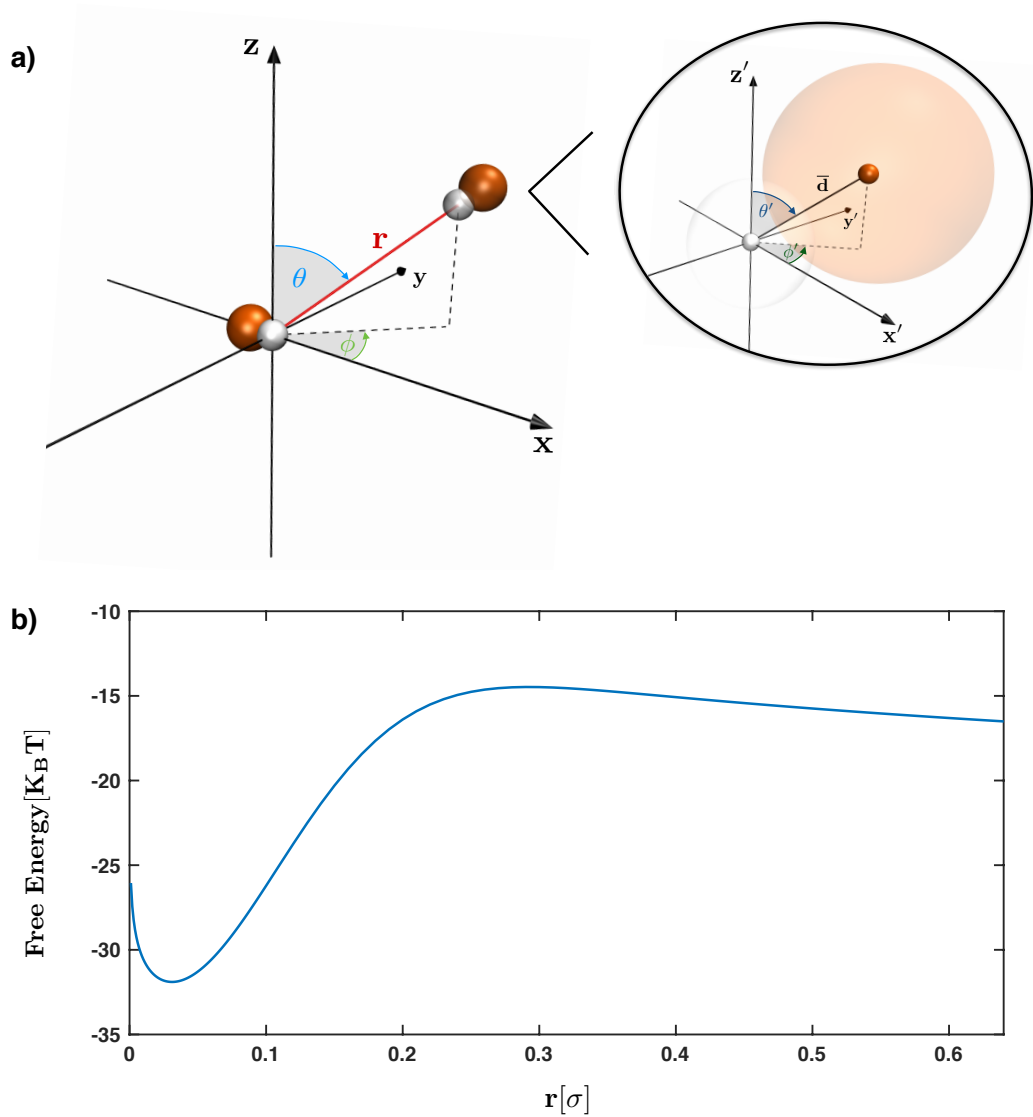 a)
z
r
θ
y
ϕ
x
z′
d̅
θ′
y′
ϕ′
x′
b)
Free Energy[K_BT]
-10
-15
-20
-25
-30
-35
0 0.1 0.2 0.3 0.4 0.5 0.6
r[σ]